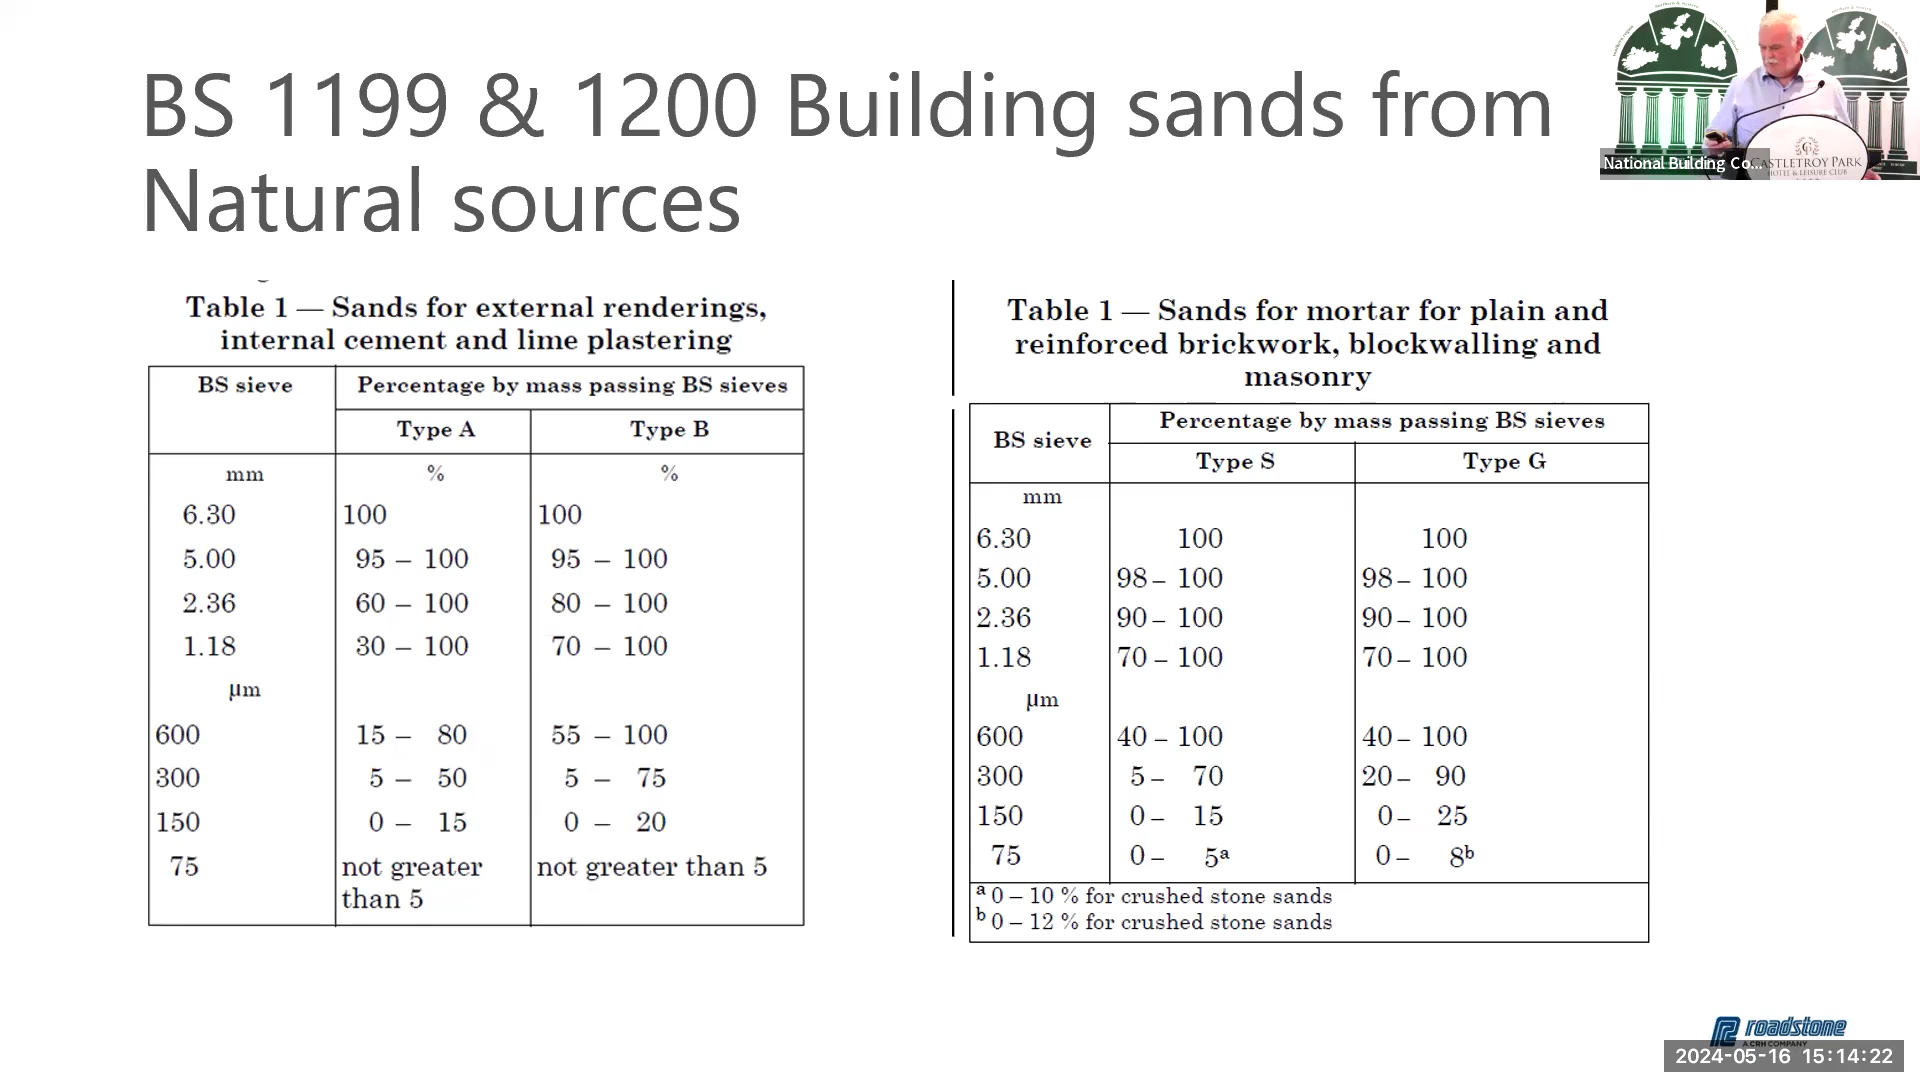 BS 1199 & 1200 Building sands from
Natural sources
National Building Co...
CASTLETROY PARK
HOTEL & LEISURE CLUB
Table 1 — Sands for external renderings,
internal cement and lime plastering
BS sieve Percentage by mass passing BS sieves
Type A Type B
mm % %
6.30 100 100
5.00 95 – 100 95 – 100
2.36 60 – 100 80 – 100
1.18 30 – 100 70 – 100
µm
600 15 – 80 55 – 100
300 5 – 50 5 – 75
150 0 – 15 0 – 20
75 not greater than 5 not greater than 5
Table 1 — Sands for mortar for plain and
reinforced brickwork, blockwalling and
masonry
BS sieve Percentage by mass passing BS sieves
Type S Type G
mm
6.30 100 100
5.00 98 – 100 98 – 100
2.36 90 – 100 90 – 100
1.18 70 – 100 70 – 100
µm
600 40 – 100 40 – 100
300 5 – 70 20 – 90
150 0 – 15 0 – 25
75 0 – 5ᵃ 0 – 8ᵇ
ᵃ 0 – 10 % for crushed stone sands
ᵇ 0 – 12 % for crushed stone sands
roadstone
A CRH COMPANY
2024-05-16 15:14:22